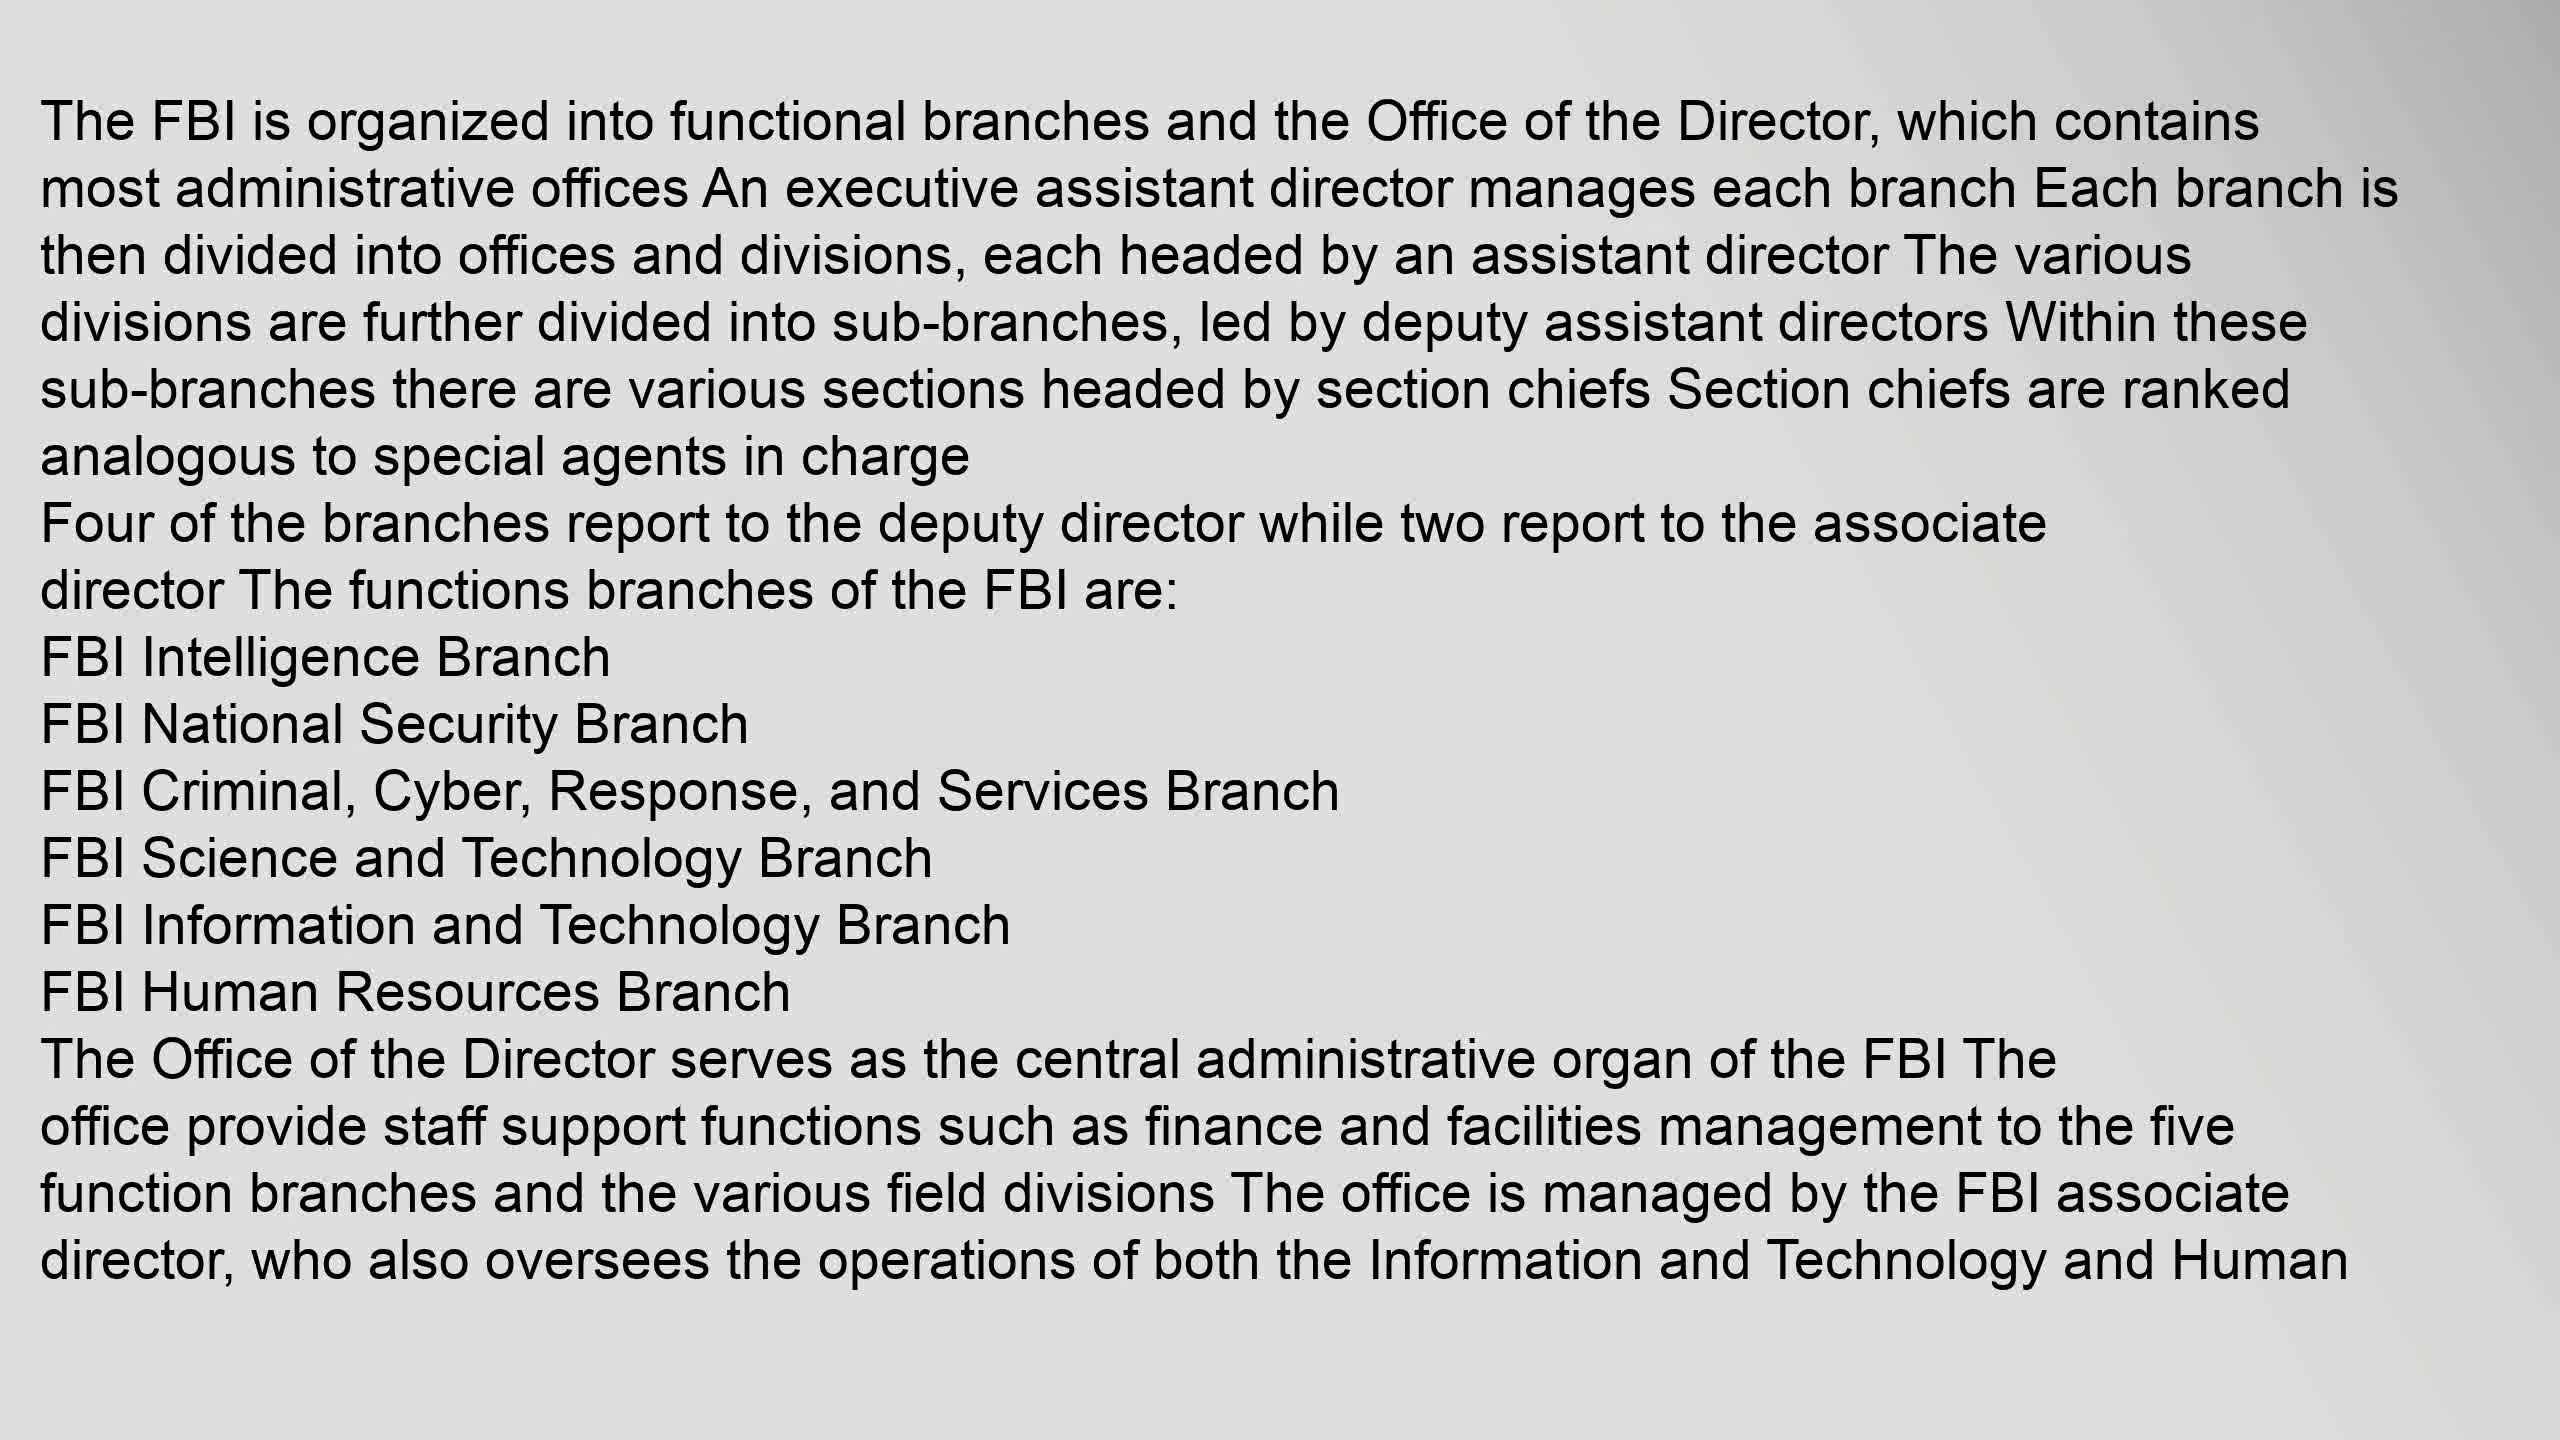 The FBI is organized into functional branches and the Office of the Director, which contains
most administrative offices An executive assistant director manages each branch Each branch is
then divided into offices and divisions, each headed by an assistant director The various
divisions are further divided into sub-branches, led by deputy assistant directors Within these
sub-branches there are various sections headed by section chiefs Section chiefs are ranked
analogous to special agents in charge
Four of the branches report to the deputy director while two report to the associate
director The functions branches of the FBI are:
FBI Intelligence Branch
FBI National Security Branch
FBI Criminal, Cyber, Response, and Services Branch
FBI Science and Technology Branch
FBI Information and Technology Branch
FBI Human Resources Branch
The Office of the Director serves as the central administrative organ of the FBI The
office provide staff support functions such as finance and facilities management to the five
function branches and the various field divisions The office is managed by the FBI associate
director, who also oversees the operations of both the Information and Technology and Human